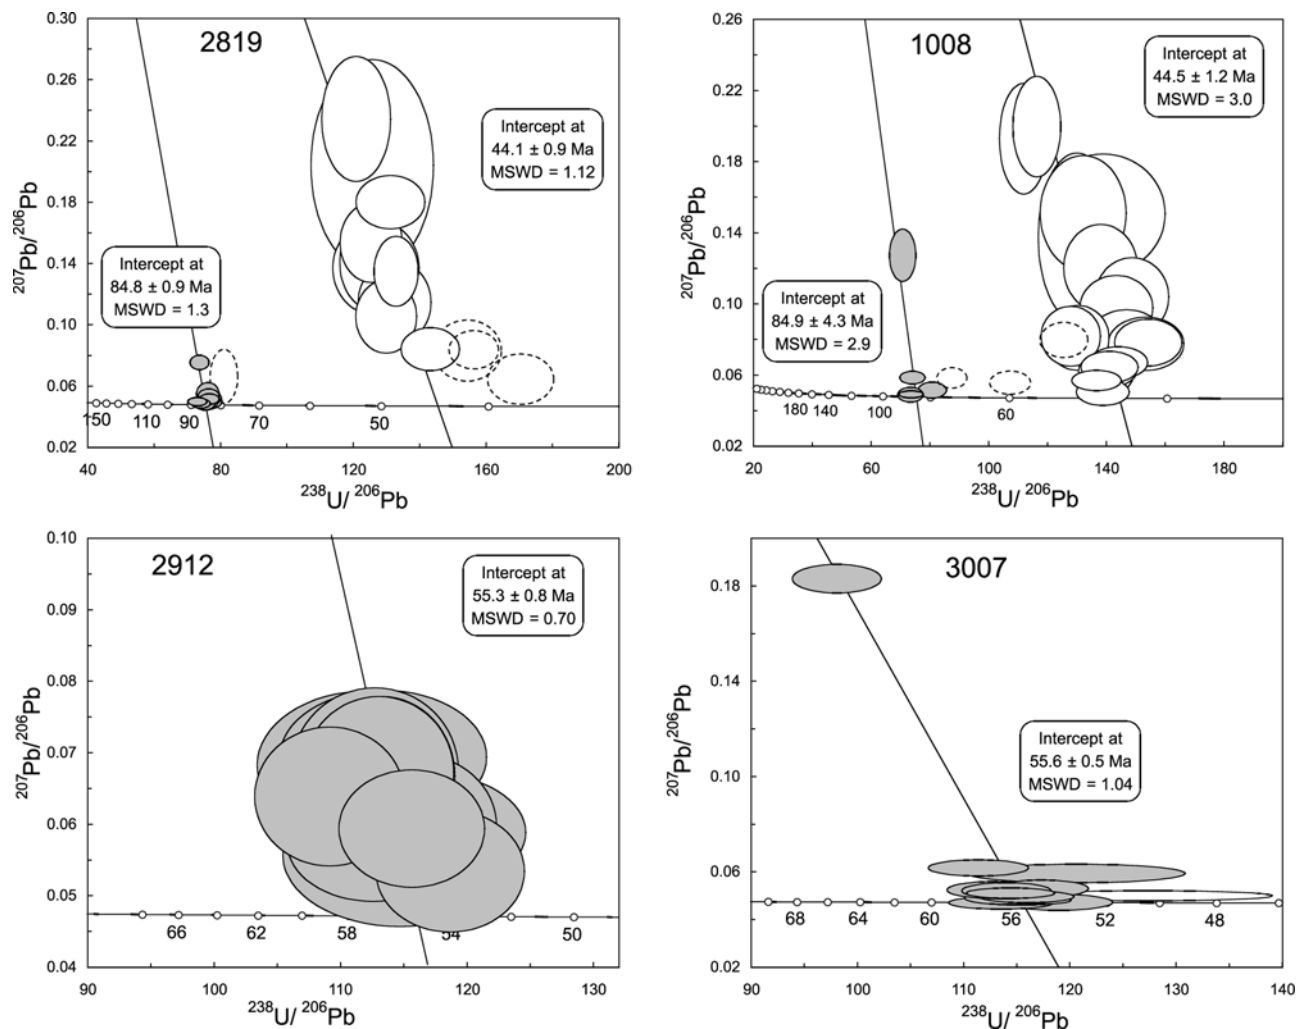 2819
0.30
0.26
0.22
0.18
0.14
0.10
0.06
0.02
207Pb/206Pb
Intercept at
44.1 ± 0.9 Ma
MSWD = 1.12
Intercept at
84.8 ± 0.9 Ma
MSWD = 1.3
150 110 90 70 50
40 80 120 160 200
238U/ 206Pb
1008
0.26
0.22
0.18
0.14
0.10
0.06
0.02
207Pb/206Pb
Intercept at
44.5 ± 1.2 Ma
MSWD = 3.0
Intercept at
84.9 ± 4.3 Ma
MSWD = 2.9
180 140 100 60
20 60 100 140 180
238U/ 206Pb
2912
0.10
0.09
0.08
0.07
0.06
0.05
0.04
207Pb/206Pb
Intercept at
55.3 ± 0.8 Ma
MSWD = 0.70
66 62 58 54 50
90 100 110 120 130
238U/ 206Pb
3007
0.18
0.14
0.10
0.06
0.02
207Pb/206Pb
Intercept at
55.6 ± 0.5 Ma
MSWD = 1.04
68 64 60 56 52 48
90 100 110 120 130 140
238U/ 206Pb